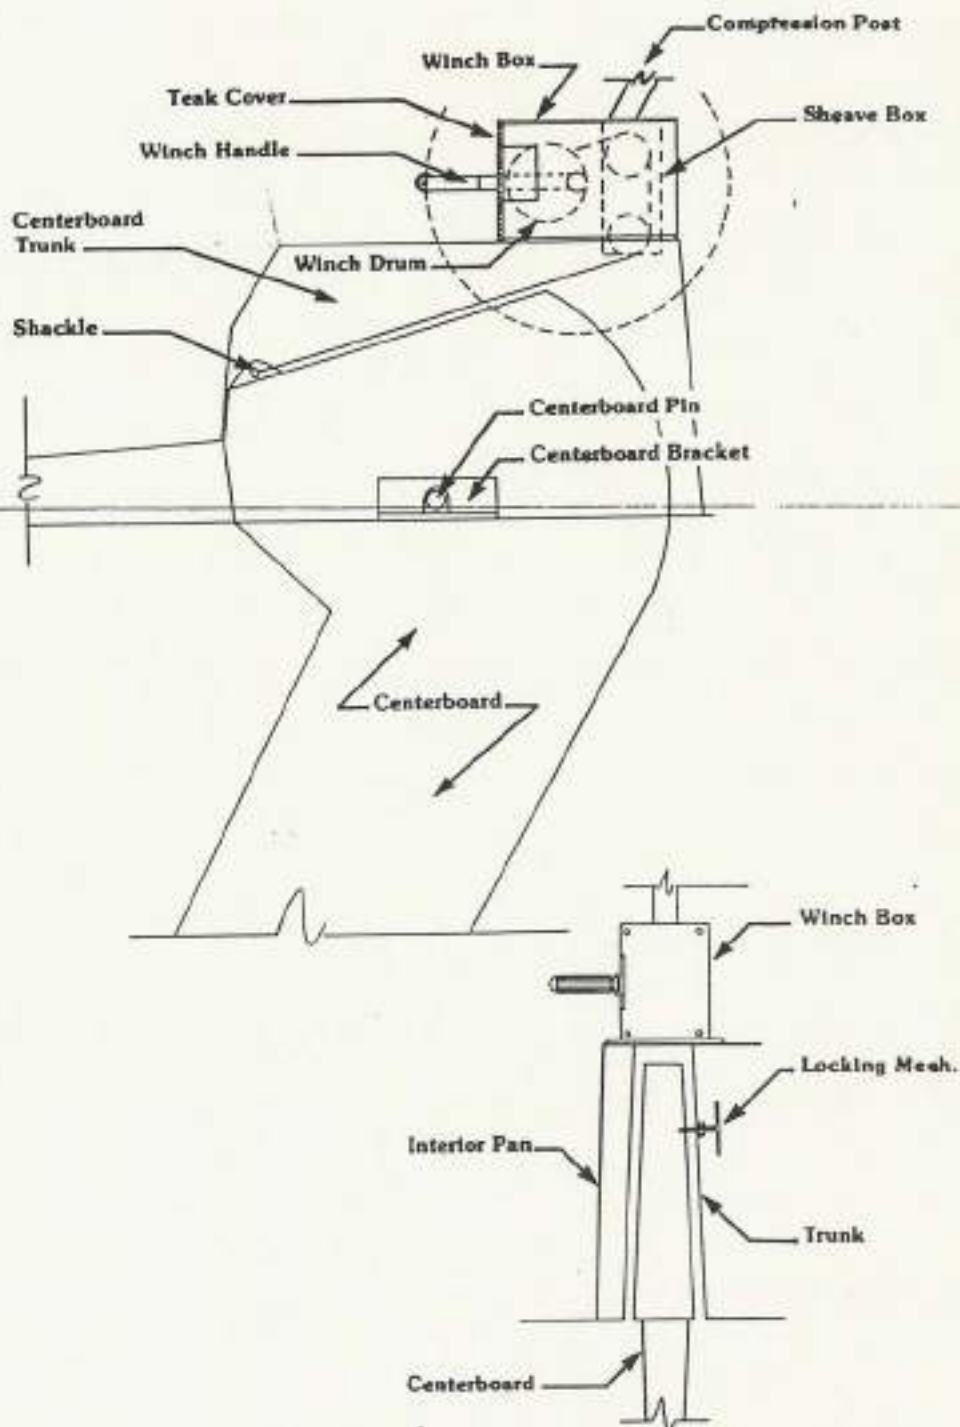 Compression Post
Winch Box
Teak Cover
Sheave Box
Winch Handle
Centerboard
Trunk
Winch Drum
Shackle
Centerboard Pin
Centerboard Bracket
Centerboard
Winch Box
Locking Mesh.
Interior Pan
Trunk
Centerboard